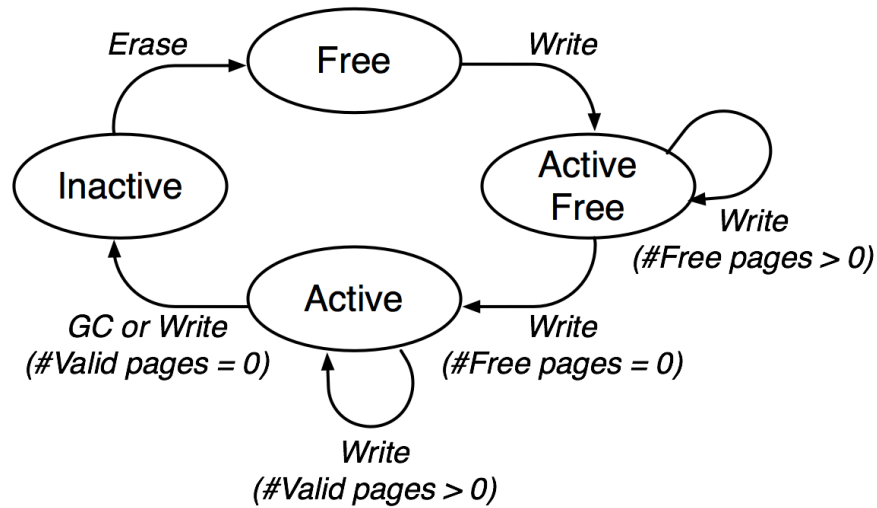 Erase
Free
Write
Inactive
Active
Free
Write
(#Free pages > 0)
Active
GC or Write
(#Valid pages = 0)
Write
(#Free pages = 0)
Write
(#Valid pages > 0)